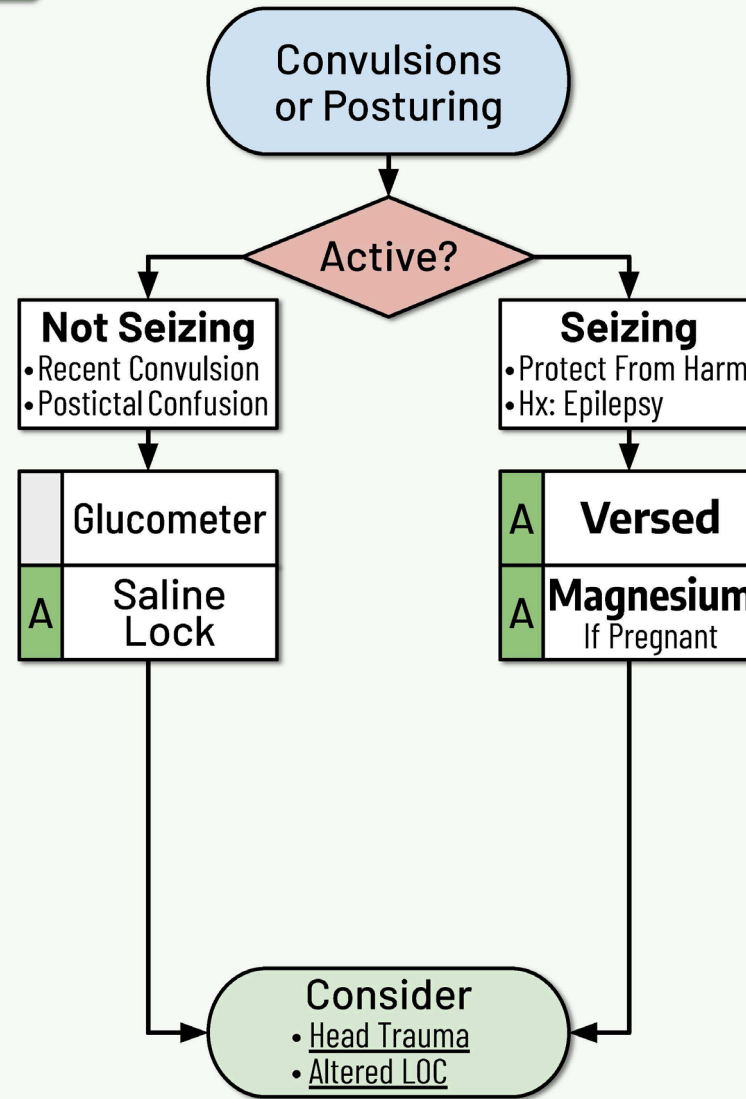 Convulsions
or Posturing
Active?
Not Seizing
• Recent Convulsion
• Postictal Confusion
Glucometer
A
Saline
Lock
Seizing
• Protect From Harm
• Hx: Epilepsy
A
Versed
A
Magnesium
If Pregnant
Consider
• Head Trauma
• Altered LOC